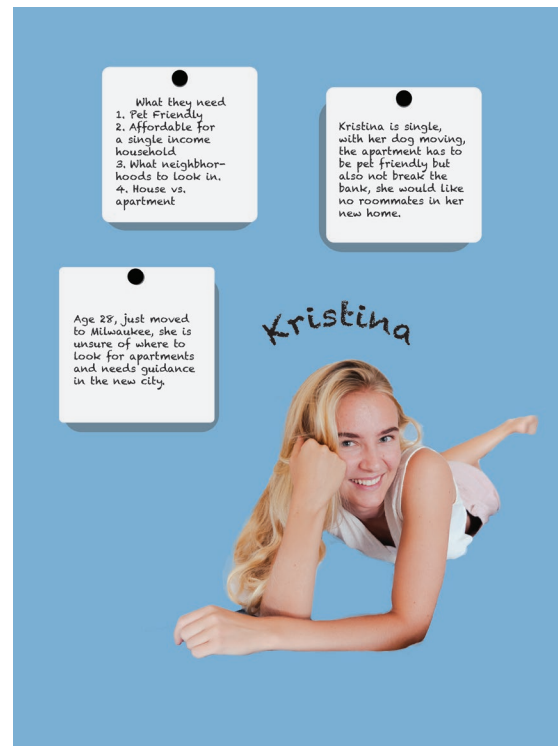 What they need
1. Pet Friendly
2. Affordable for
a single income
household
3. What neighbhor-
hoods to look in.
4. House vs.
apartment
Kristina is single,
with her dog moving,
the apartment has to
be pet friendly but
also not break the
bank, she would like
no roommates in her
new home.
Age 28, just moved
to Milwaukee, she is
unsure of where to
look for apartments
and needs guidance
in the new city.
Kristina